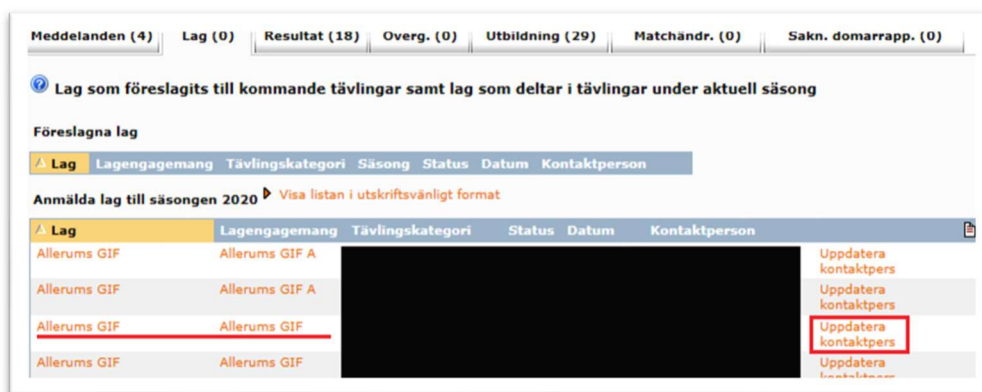 Meddelanden (4) Lag (0) Resultat (18) Overg. (0) Utbildning (29) Matchändr. (0) Sakn. domarrapp. (0)
Lag som föreslagits till kommande tävlingar samt lag som deltar i tävlingar under aktuell säsong
Föreslagna lag
Lag Lagengagemang Tävlingskategori Säsong Status Datum Kontaktperson
Anmälda lag till säsongen 2020 Visa listan i utskriftsvänligt format
Lag Lagengagemang Tävlingskategori Status Datum Kontaktperson
Allerums GIF Allerums GIF A Uppdatera
kontaktpers
Allerums GIF Allerums GIF A Uppdatera
kontaktpers
Allerums GIF Allerums GIF Uppdatera
kontaktpers
Allerums GIF Allerums GIF Uppdatera
kontaktpers